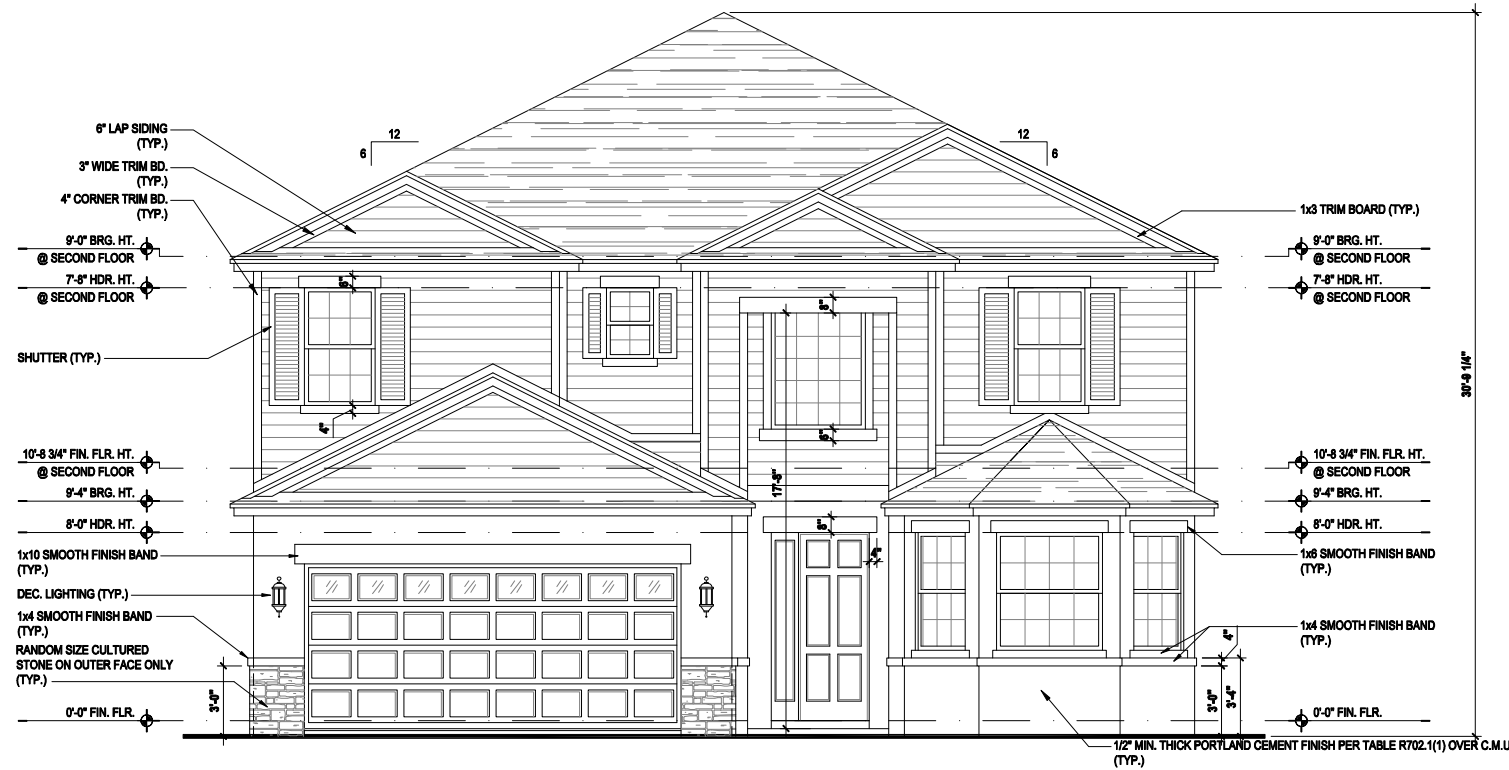 6" LAP SIDING
(TYP.)
3" WIDE TRIM BD.
(TYP.)
4" CORNER TRIM BD.
(TYP.)
9'-0" BRG. HT.
@ SECOND FLOOR
7'-8" HDR. HT.
@ SECOND FLOOR
SHUTTER (TYP.)
10'-8 3/4" FIN. FLR. HT.
@ SECOND FLOOR
9'-4" BRG. HT.
8'-0" HDR. HT.
1x10 SMOOTH FINISH BAND
(TYP.)
DEC. LIGHTING (TYP.)
1x4 SMOOTH FINISH BAND
(TYP.)
RANDOM SIZE CULTURED
STONE ON OUTER FACE ONLY
(TYP.)
0'-0" FIN. FLR.
3'-0"
12
6
6"
4"
8"
6"
17'-8"
8"
4"
12
6
1x3 TRIM BOARD (TYP.)
9'-0" BRG. HT.
@ SECOND FLOOR
7'-8" HDR. HT.
@ SECOND FLOOR
10'-8 3/4" FIN. FLR. HT.
@ SECOND FLOOR
9'-4" BRG. HT.
8'-0" HDR. HT.
1x6 SMOOTH FINISH BAND
(TYP.)
1x4 SMOOTH FINISH BAND
(TYP.)
4"
3'-0"
3'-4"
0'-0" FIN. FLR.
1/2" MIN. THICK PORTLAND CEMENT FINISH PER TABLE R702.1(1) OVER C.M.U
(TYP.)
30'-9 1/4"